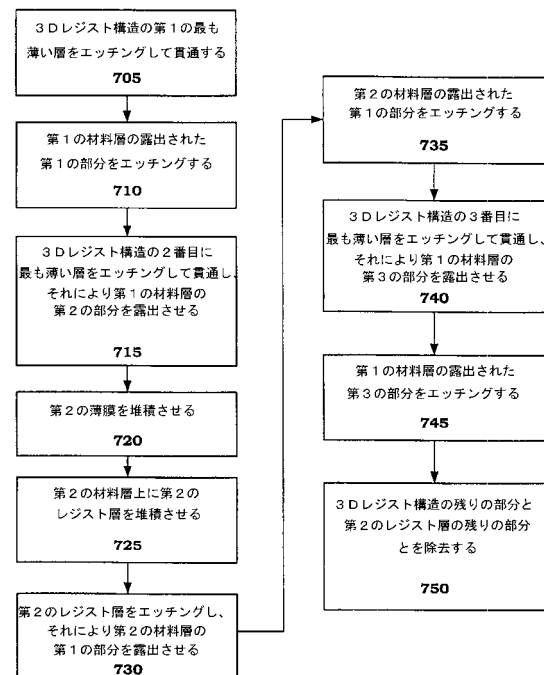 3Dレジスト構造の第1の最も
薄い層をエッチングして貫通する
705
第1の材料層の露出された
第1の部分をエッチングする
710
3Dレジスト構造の2番目に
最も薄い層をエッチングして貫通し、
それにより第1の材料層の
第2の部分を露出させる
715
第2の薄膜を堆積させる
720
第2の材料層上に第2の
レジスト層を堆積させる
725
第2のレジスト層をエッチングし、
それにより第2の材料層の
第1の部分を露出させる
730
第2の材料層の露出された
第1の部分をエッチングする
735
3Dレジスト構造の3番目に
最も薄い層をエッチングして貫通し、
それにより第1の材料層の
第3の部分を露出させる
740
第1の材料層の露出された
第3の部分をエッチングする
745
3Dレジスト構造の残りの部分と
第2のレジスト層の残りの部分
とを除去する
750